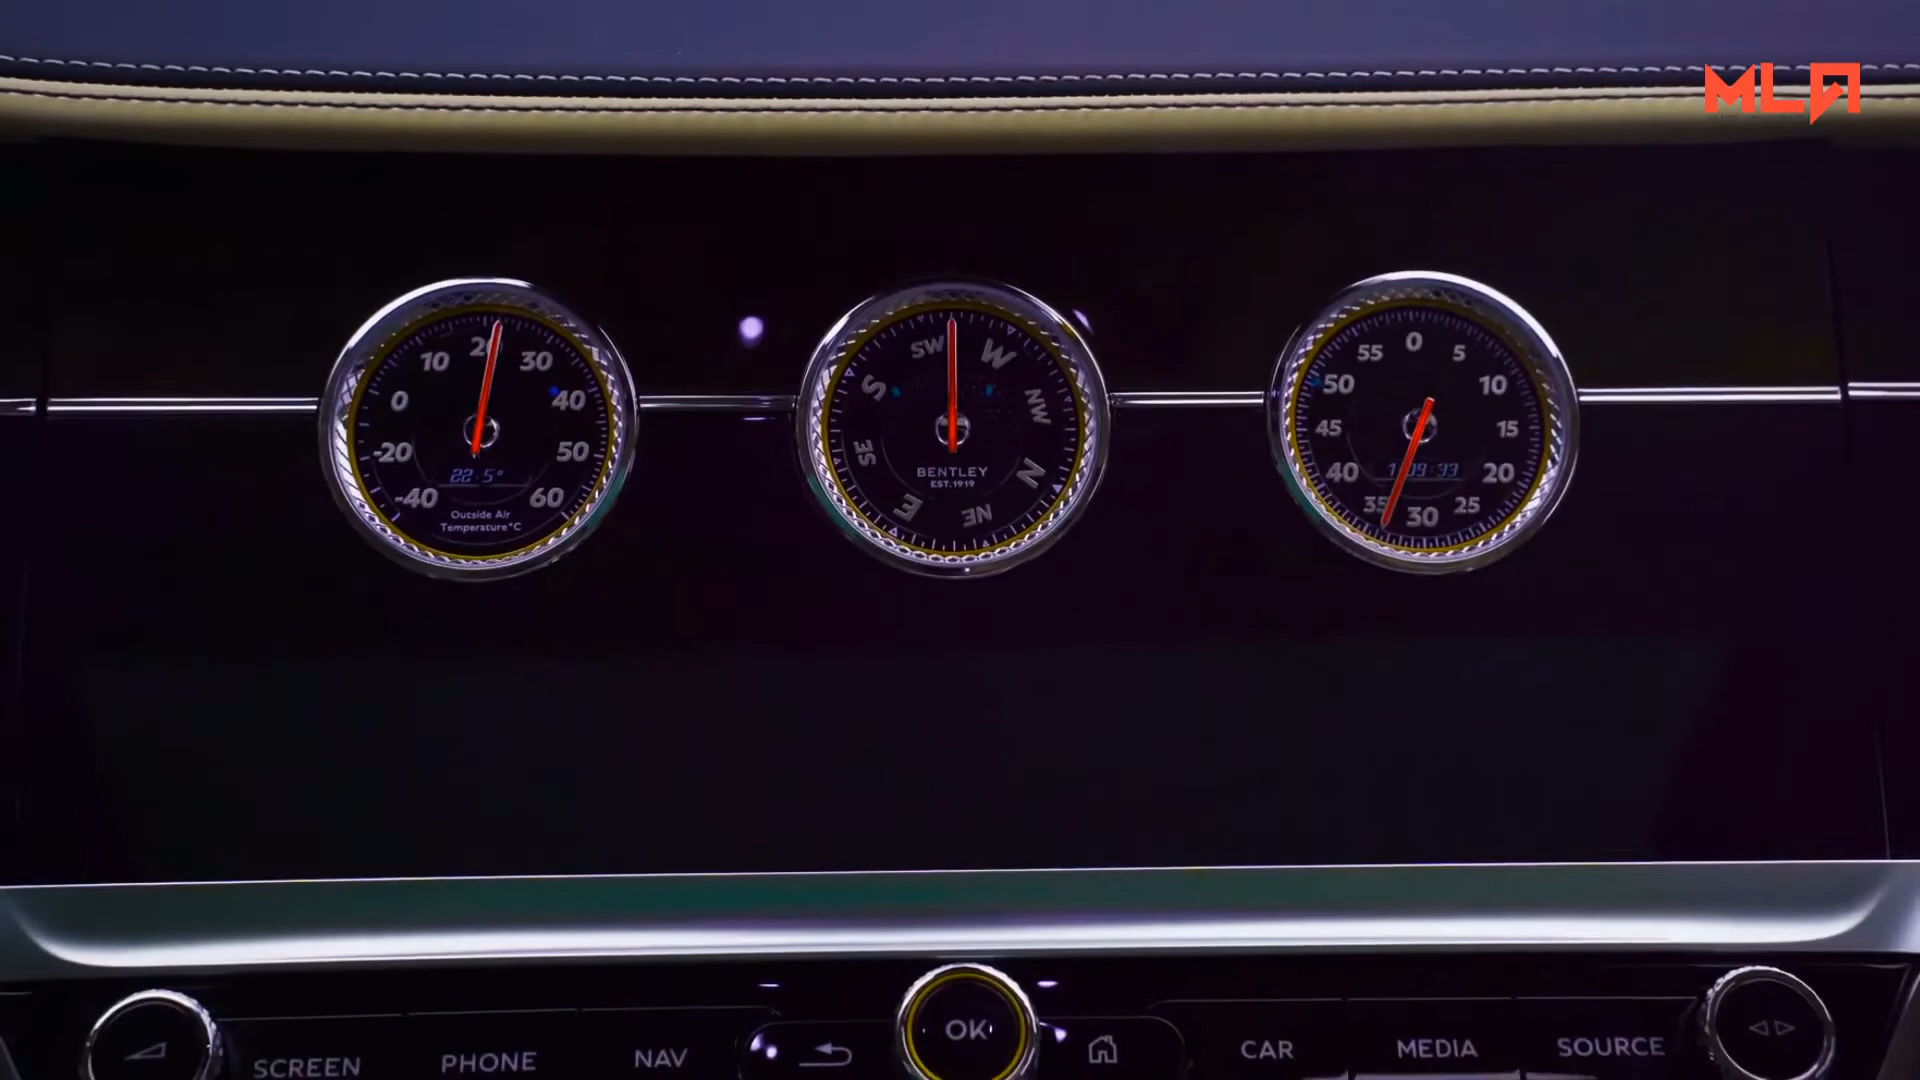 MLA
0
10
20
30
40
-20
50
-40
60
22.5°
Outside Air
Temperature°C
SW
W
S
NW
SE
N
E
NE
BENTLEY
EST.1919
0
55
5
50
10
45
15
40
20
35
25
30
OK
SCREEN
PHONE
NAV
CAR
MEDIA
SOURCE